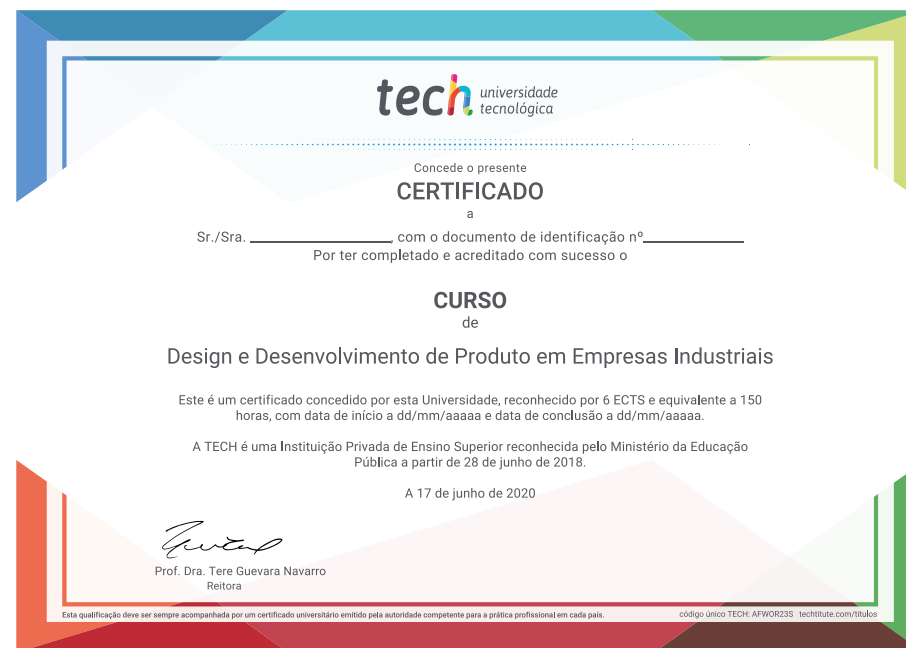 tech universidade
tecnológica
Concede o presente
CERTIFICADO
a
Sr./Sra. ____________________, com o documento de identificação nº______________
Por ter completado e acreditado com sucesso o
CURSO
de
Design e Desenvolvimento de Produto em Empresas Industriais
Este é um certificado concedido por esta Universidade, reconhecido por 6 ECTS e equivalente a 150
horas, com data de início a dd/mm/aaaaa e data de conclusão a dd/mm/aaaaa.
A TECH é uma Instituição Privada de Ensino Superior reconhecida pelo Ministério da Educação
Pública a partir de 28 de junho de 2018.
A 17 de junho de 2020
Prof. Dra. Tere Guevara Navarro
Reitora
Esta qualificação deve ser sempre acompanhada por um certificado universitário emitido pela autoridade competente para a prática profissional em cada país.
código único TECH: AFWOR23S techtitute.com/titulos